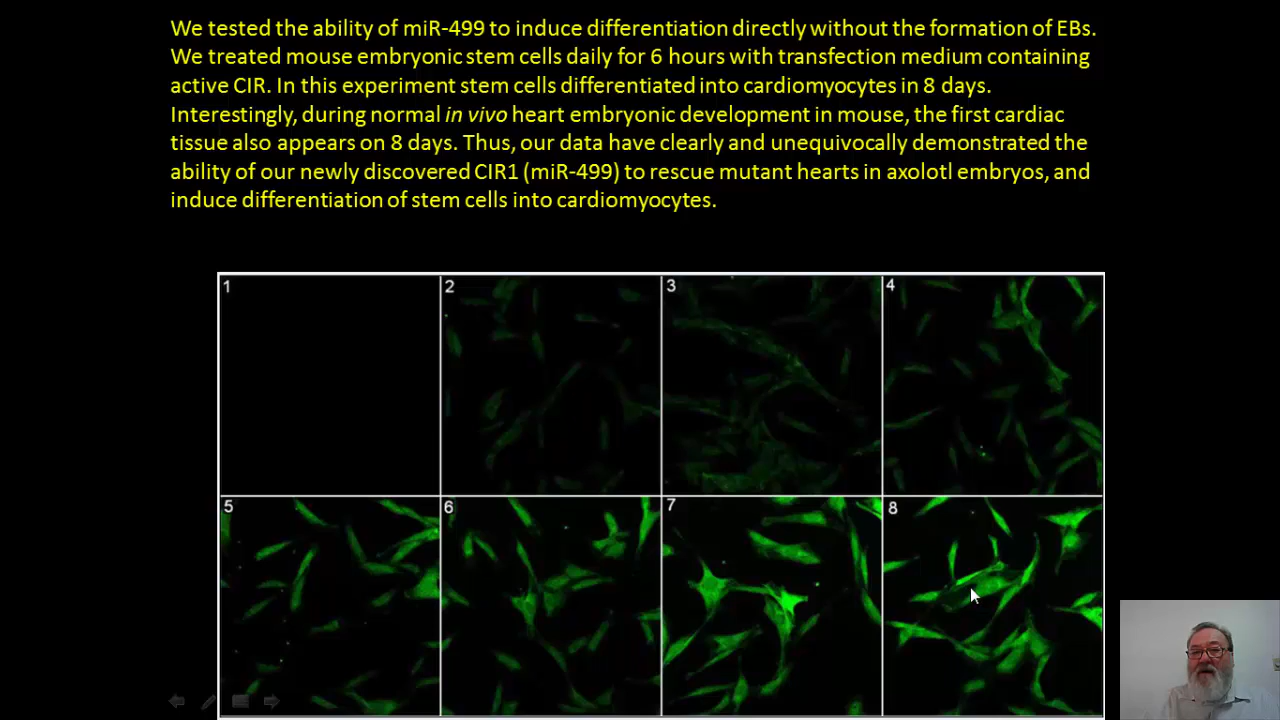 We tested the ability of miR-499 to induce differentiation directly without the formation of EBs.
We treated mouse embryonic stem cells daily for 6 hours with transfection medium containing
active CIR. In this experiment stem cells differentiated into cardiomyocytes in 8 days.
Interestingly, during normal in vivo heart embryonic development in mouse, the first cardiac
tissue also appears on 8 days. Thus, our data have clearly and unequivocally demonstrated the
ability of our newly discovered CIR1 (miR-499) to rescue mutant hearts in axolotl embryos, and
induce differentiation of stem cells into cardiomyocytes.
1 2 3 4
5 6 7 8